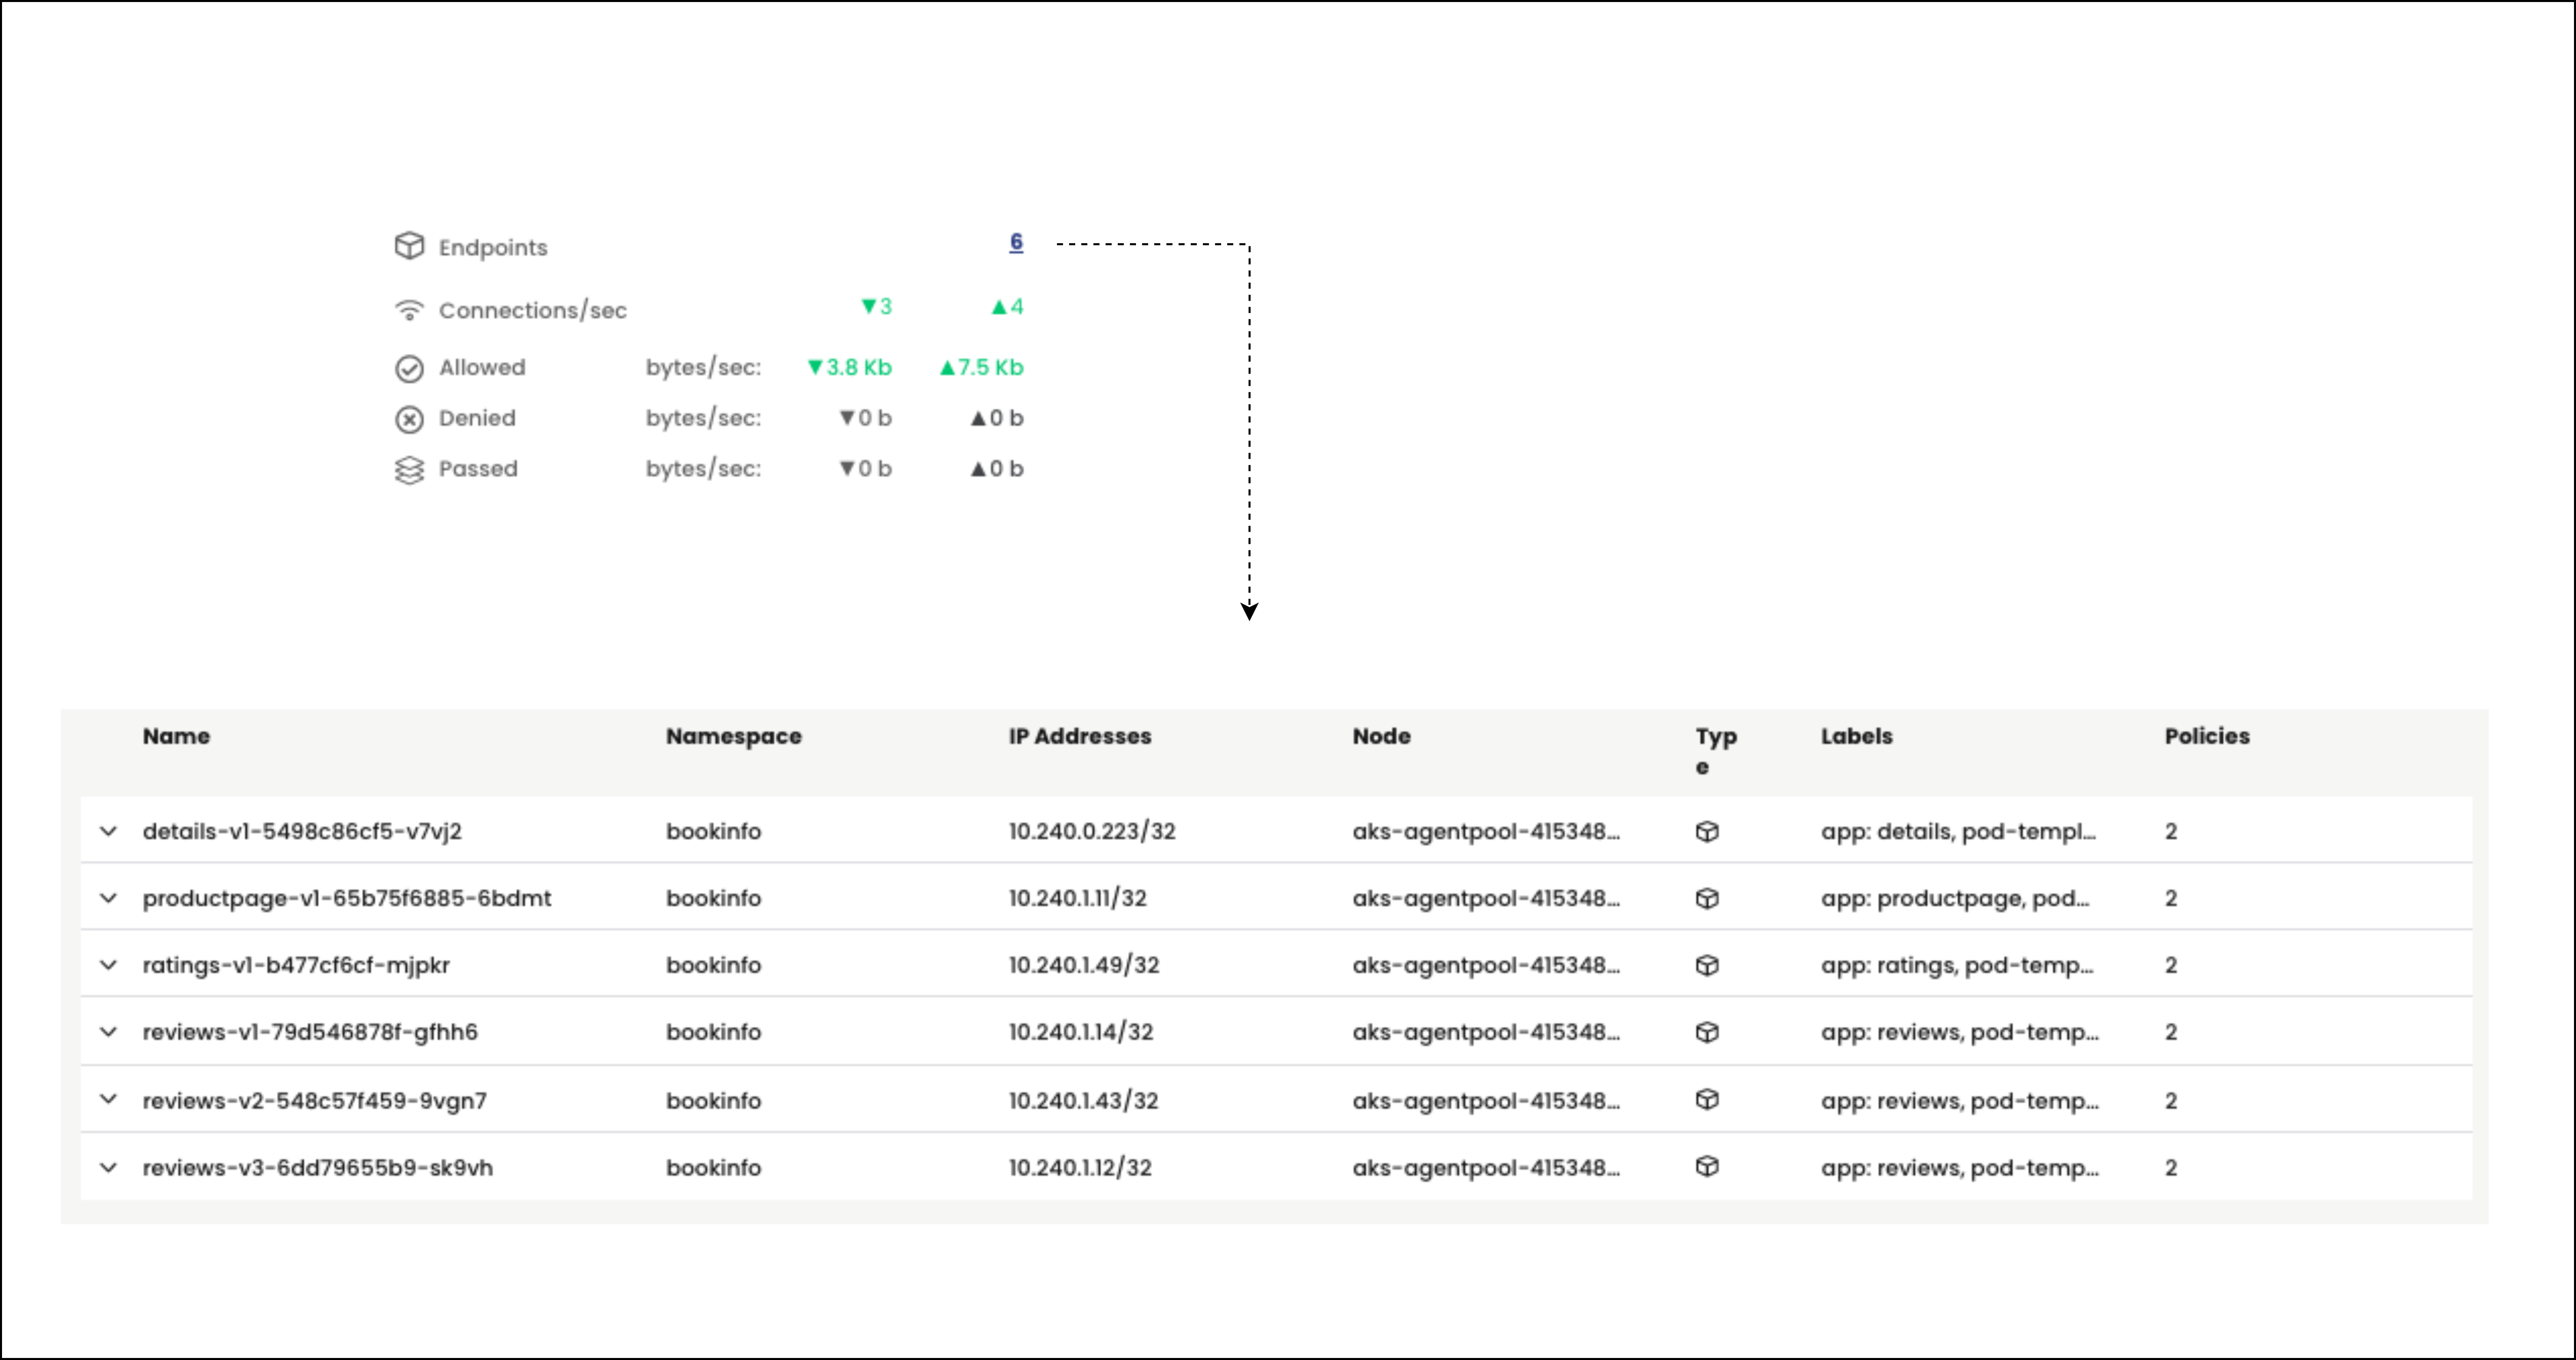 Endpoints 6
Connections/sec ▼3 ▲4
Allowed bytes/sec: ▼3.8 Kb ▲7.5 Kb
Denied bytes/sec: ▼0 b ▲0 b
Passed bytes/sec: ▼0 b ▲0 b
Name Namespace IP Addresses Node Typ Labels Policies
e
details-v1-5498c86cf5-v7vj2 bookinfo 10.240.0.223/32 aks-agentpool-415348... app: details, pod-templ... 2
productpage-v1-65b75f6885-6bdmt bookinfo 10.240.1.11/32 aks-agentpool-415348... app: productpage, pod... 2
ratings-v1-b477cf6cf-mjpkr bookinfo 10.240.1.49/32 aks-agentpool-415348... app: ratings, pod-temp... 2
reviews-v1-79d546878f-gfhh6 bookinfo 10.240.1.14/32 aks-agentpool-415348... app: reviews, pod-temp... 2
reviews-v2-548c57f459-9vgn7 bookinfo 10.240.1.43/32 aks-agentpool-415348... app: reviews, pod-temp... 2
reviews-v3-6dd79655b9-sk9vh bookinfo 10.240.1.12/32 aks-agentpool-415348... app: reviews, pod-temp... 2